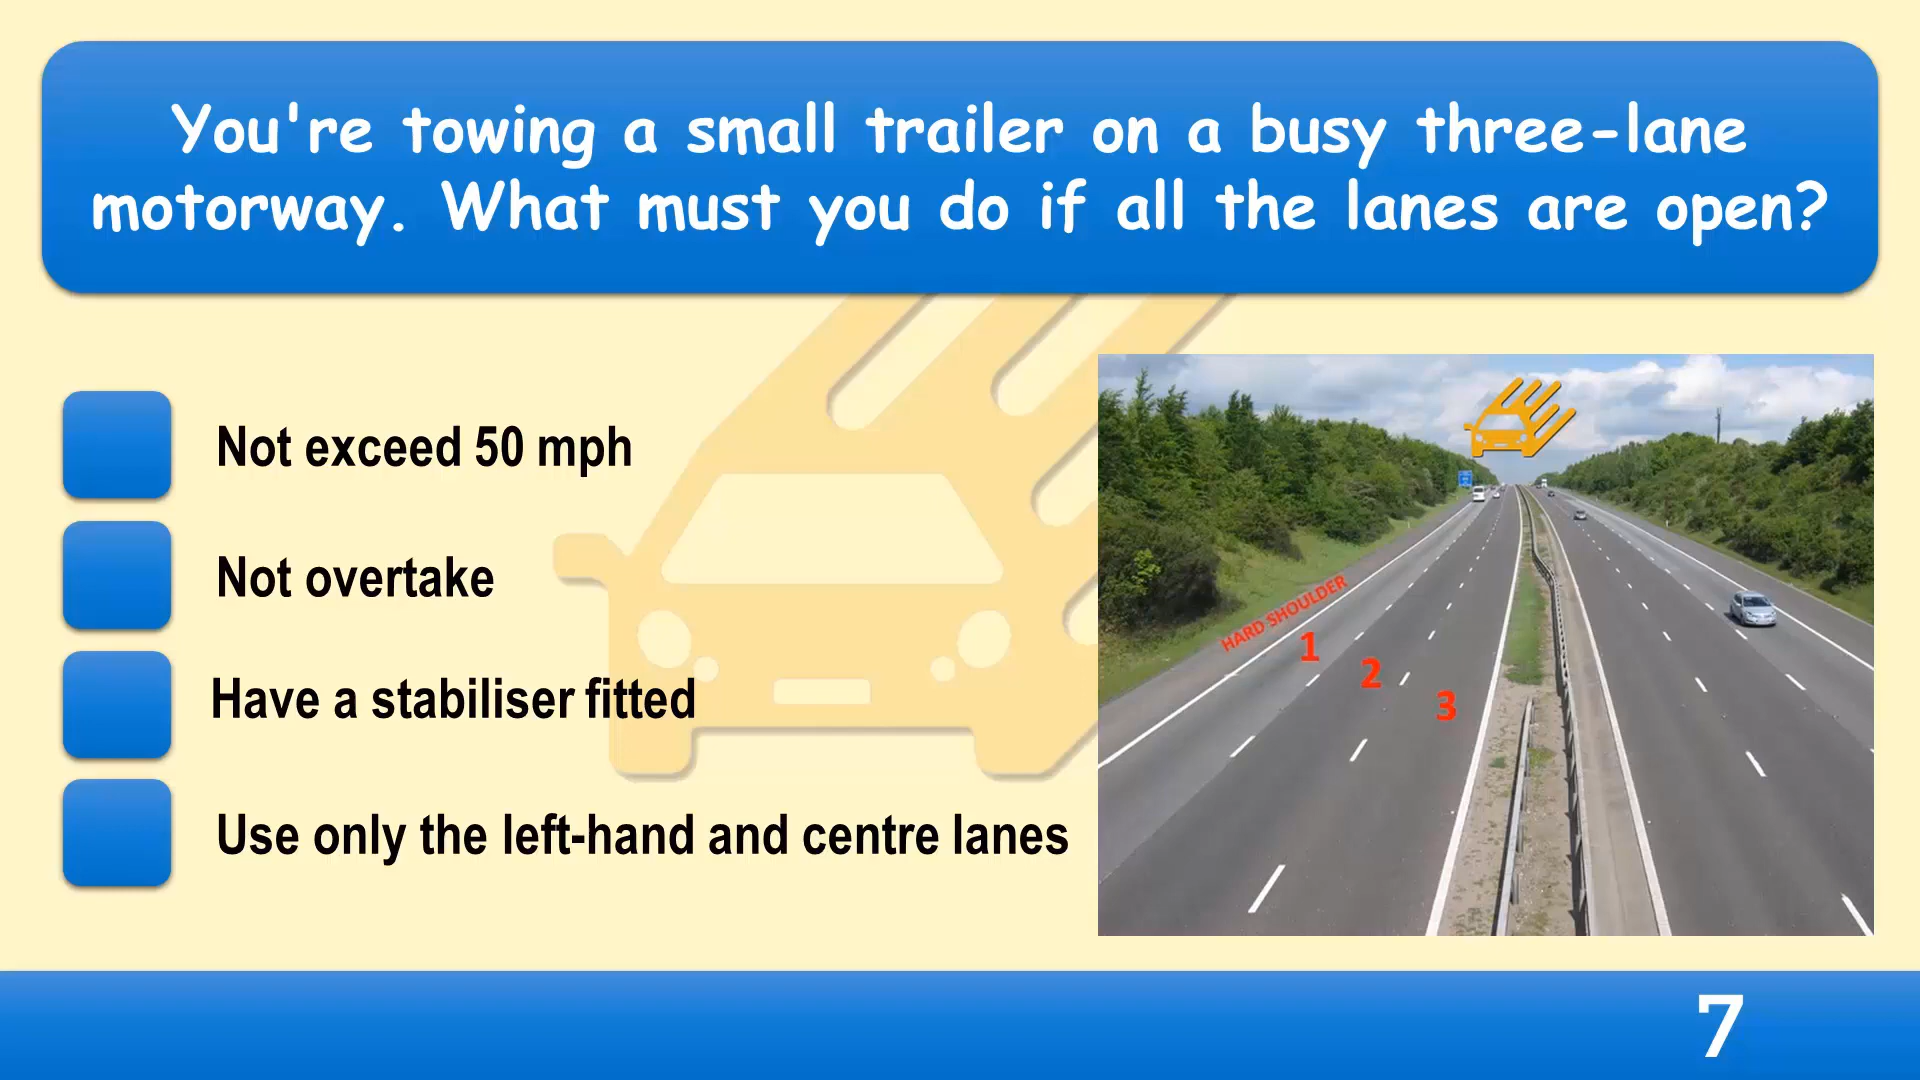 You're towing a small trailer on a busy three-lane
motorway. What must you do if all the lanes are open?
Not exceed 50 mph
Not overtake
Have a stabiliser fitted
Use only the left-hand and centre lanes
HARD SHOULDER
1
2
3
7